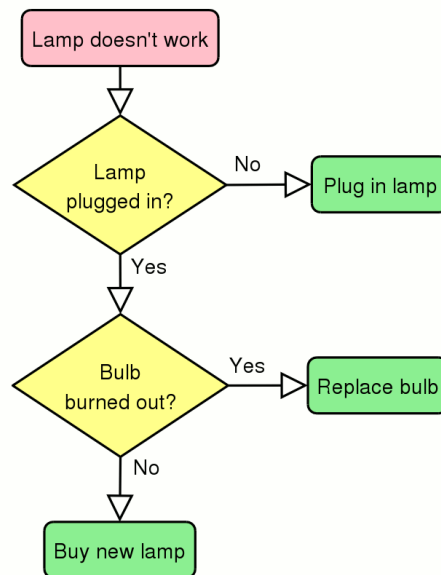 Lamp doesn't work
Lamp
plugged in?
No
Plug in lamp
Yes
Bulb
burned out?
Yes
Replace bulb
No
Buy new lamp